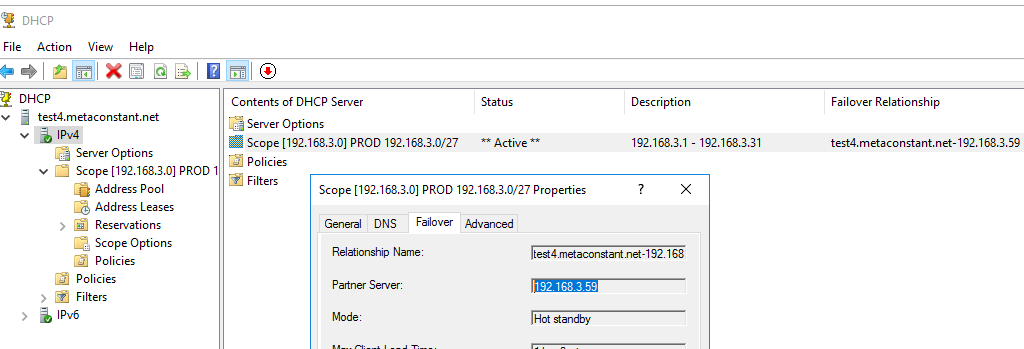 DHCP
File Action View Help
DHCP
test4.metaconstant.net
IPv4
Server Options
Scope [192.168.3.0] PROD 1
Address Pool
Address Leases
Reservations
Scope Options
Policies
Policies
Filters
IPv6
Contents of DHCP Server Status Description Failover Relationship
Server Options
Scope [192.168.3.0] PROD 192.168.3.0/27 ** Active ** 192.168.3.1 - 192.168.3.31 test4.metaconstant.net-192.168.3.59
Policies
Filters
Scope [192.168.3.0] PROD 192.168.3.0/27 Properties
General DNS Failover Advanced
Relationship Name: test4.metaconstant.net-192.168
Partner Server: 192.168.3.59
Mode: Hot standby